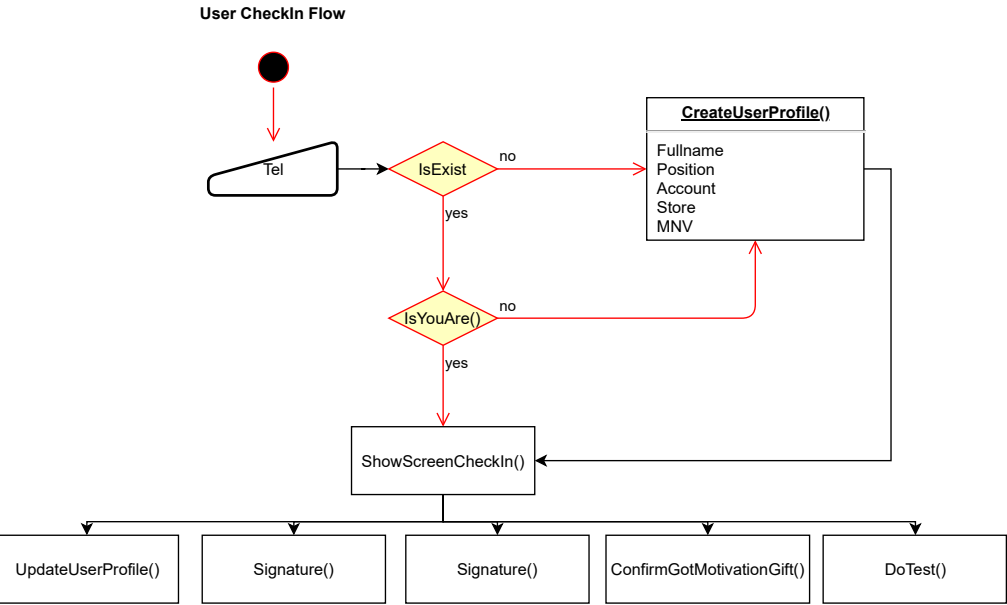 User CheckIn Flow
CreateUserProfile()
Fullname
Position
Account
Store
MNV
Tel
IsExist
no
yes
IsYouAre()
no
yes
ShowScreenCheckIn()
UpdateUserProfile()
Signature()
Signature()
ConfirmGotMotivationGift()
DoTest()